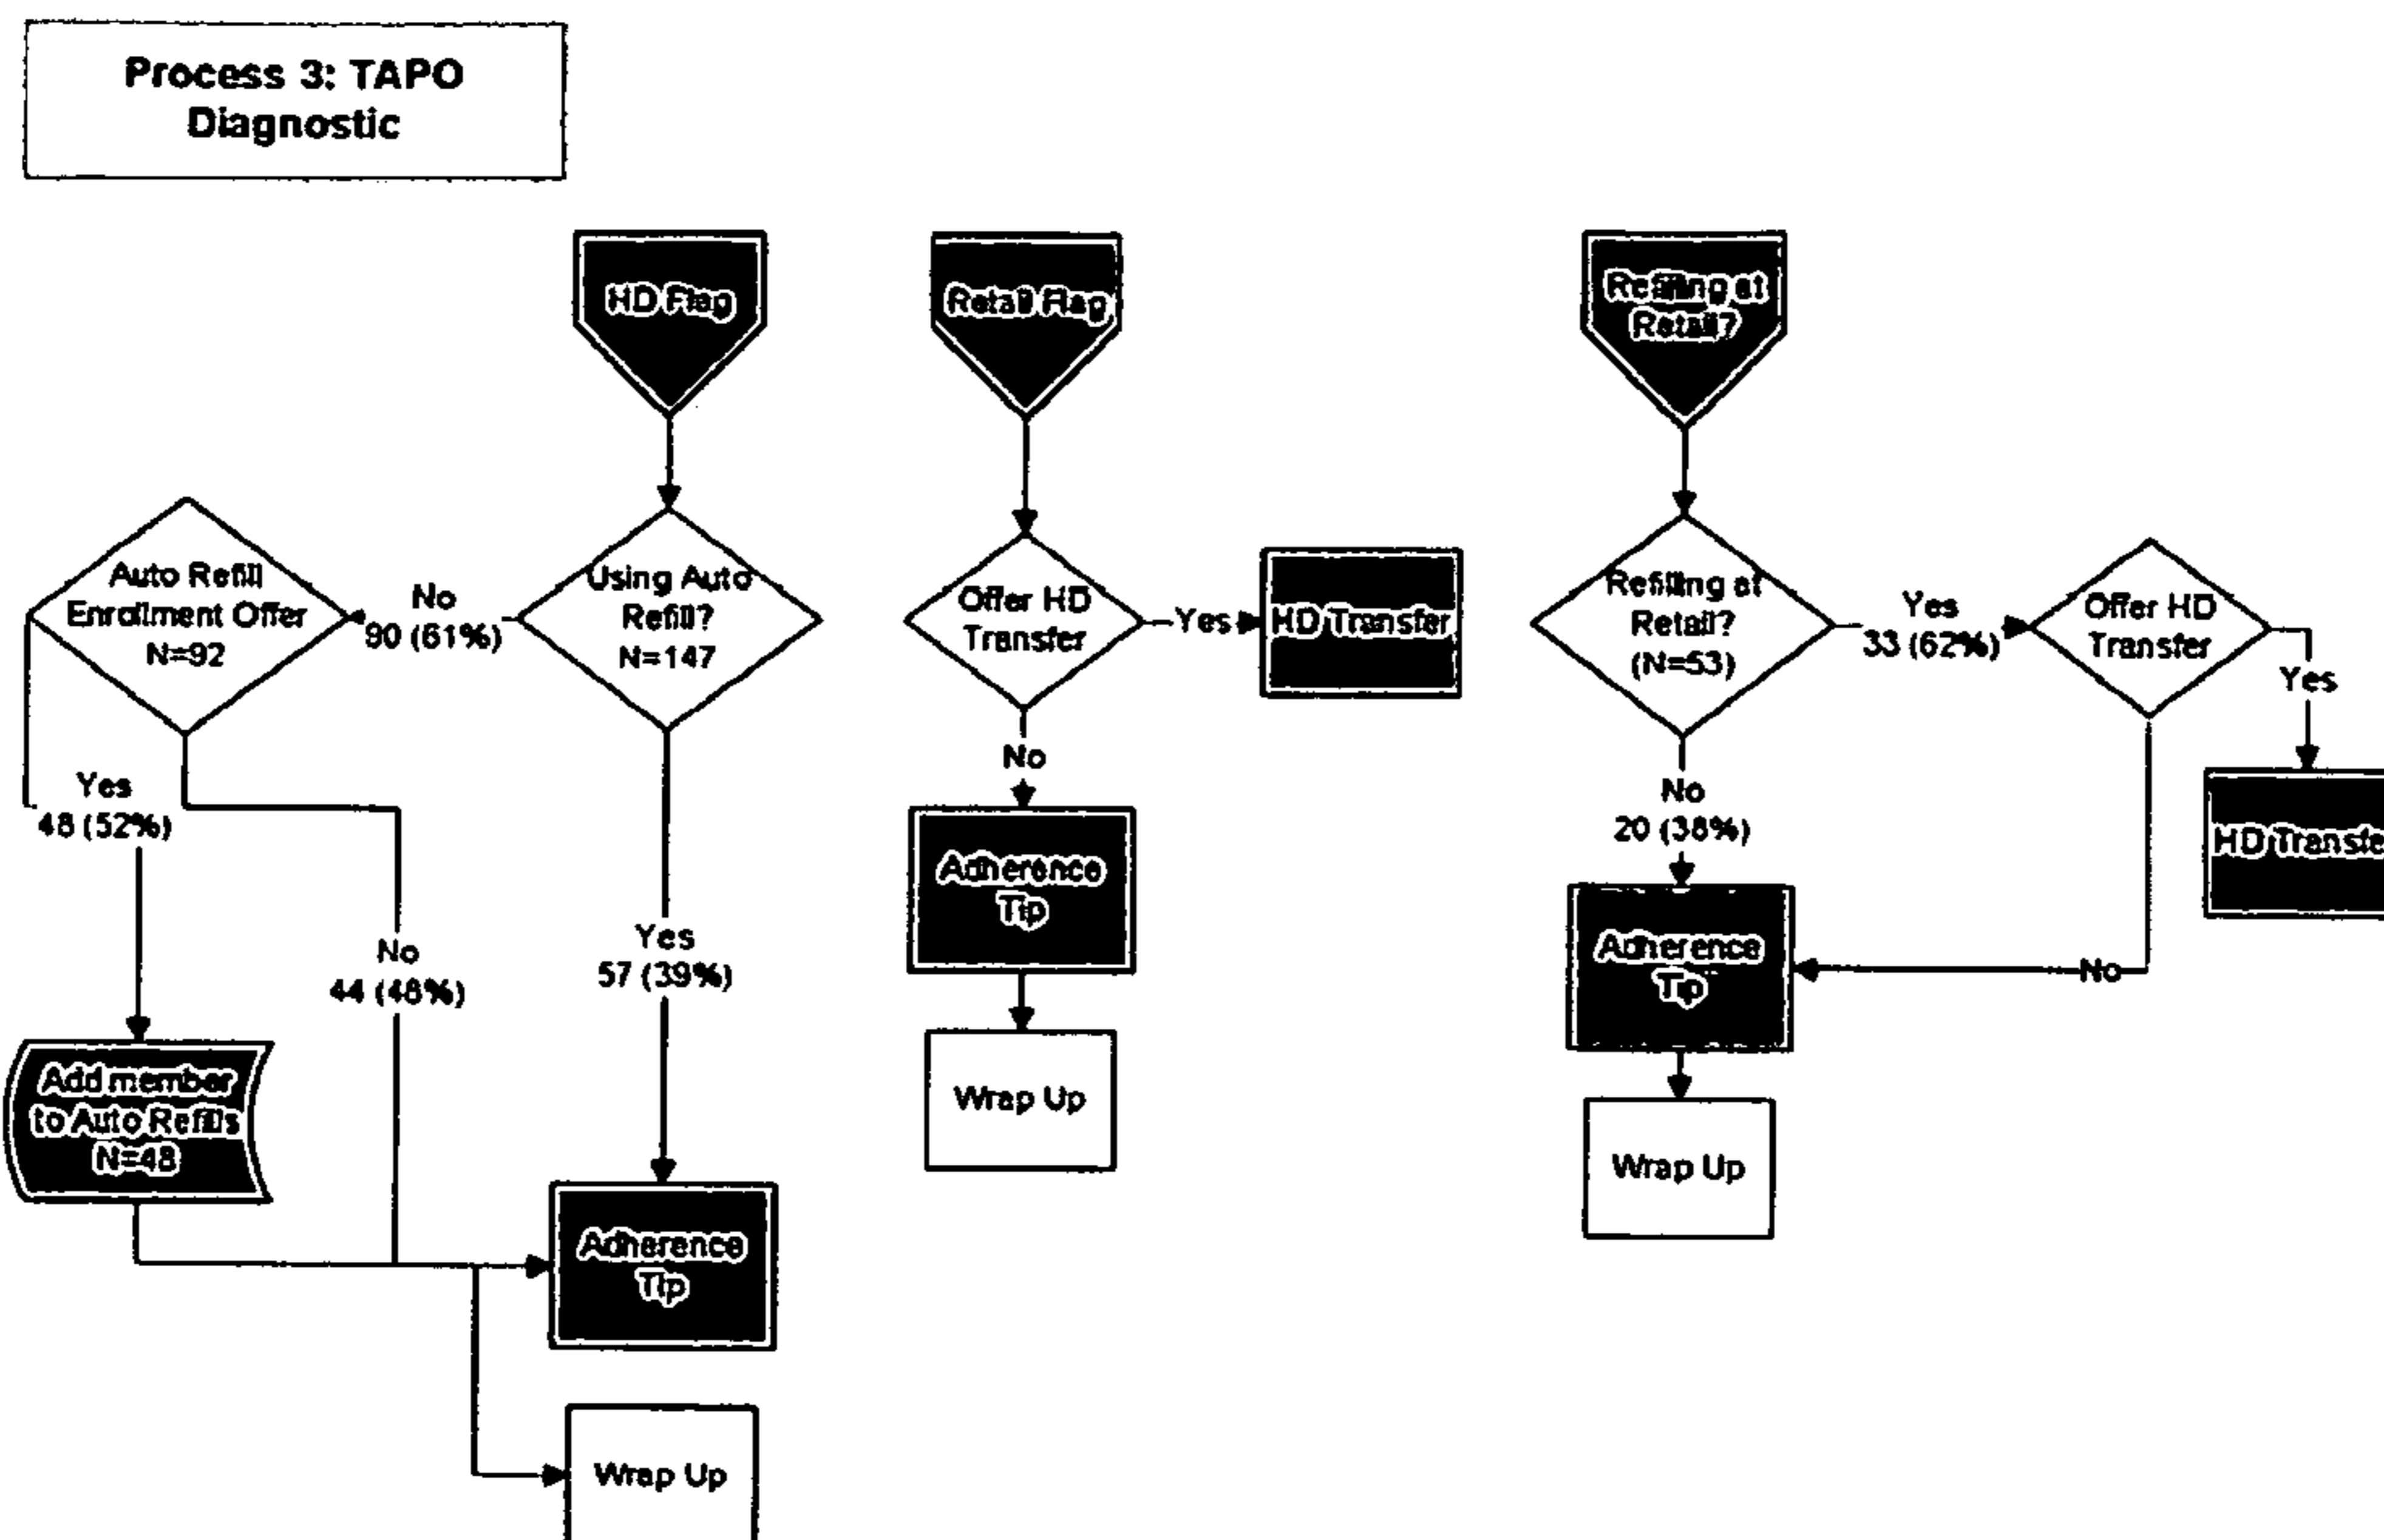 Process 3: TAPO
Diagnostic
HD Flag
Retail Flag
Refilling at
Retail?
Auto Refill
Enrollment Offer
N=92
No
90 (61%)
Using Auto
Refill?
N=147
Offer HD
Transfer
Yes
HD Transfer
Refilling at
Retail?
(N=53)
Yes
33 (62%)
Offer HD
Transfer
Yes
HD Transfe
Yes
48 (52%)
No
44 (48%)
Yes
57 (39%)
No
Adherence
Tip
Wrap Up
No
20 (38%)
Adherence
Tip
No
Wrap Up
Add member
to Auto Refills
N=48
Adherence
Tip
Wrap Up